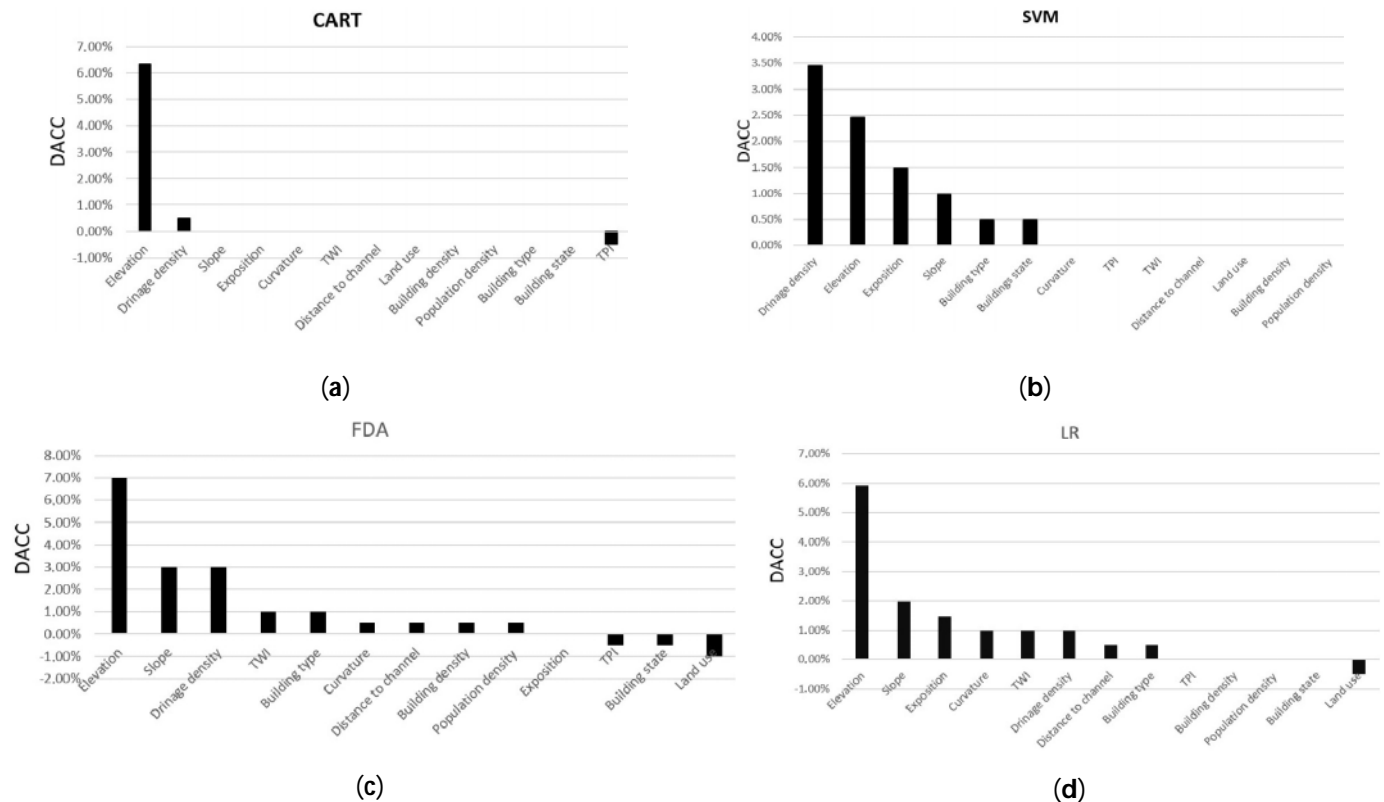 CART
7.00%
6.00%
5.00%
4.00%
3.00%
2.00%
1.00%
0.00%
-1.00%
DACC
Elevation
Drinage density
Slope
Exposition
Curvature
TWI
Distance to channel
Land use
Building density
Population density
Building type
Building state
TPI
(a)
SVM
4.00%
3.50%
3.00%
2.50%
2.00%
1.50%
1.00%
0.50%
0.00%
DACC
Drinage density
Elevation
Exposition
Slope
Building type
Buildings state
Curvature
TPI
TWI
Distance to channel
Land use
Building density
Population density
(b)
FDA
8.00%
7.00%
6.00%
5.00%
4.00%
3.00%
2.00%
1.00%
0.00%
-1.00%
-2.00%
DACC
Elevation
Slope
Drinage density
TWI
Building type
Curvature
Distance to channel
Building density
Population density
Exposition
TPI
Building state
Land use
(c)
LR
7,00%
6,00%
5,00%
4,00%
3,00%
2,00%
1,00%
0,00%
-1,00%
DACC
Elevation
Slope
Exposition
Curvature
TWI
Drinage density
Distance to channel
Building type
TPI
Building density
Population density
Building state
Land use
(d)